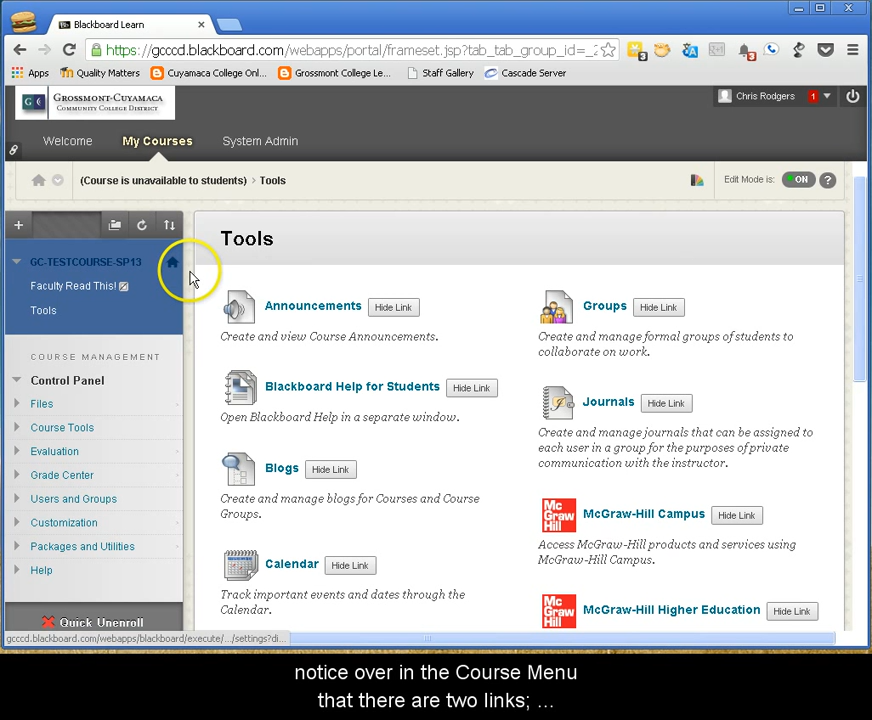 Blackboard Learn
https://gcccd.blackboard.com/webapps/portal/frameset.jsp?tab_tab_group_id=_2
Apps Quality Matters Cuyamaca College Onl... Grossmont College Le... Staff Gallery Cascade Server
GROSSMONT-CUYAMACA
COMMUNITY COLLEGE DISTRICT
Chris Rodgers 1
Welcome My Courses System Admin
(Course is unavailable to students) > Tools
Edit Mode is: ON ?
GC-TESTCOURSE-SP13
Faculty Read This!
Tools
COURSE MANAGEMENT
Control Panel
Files
Course Tools
Evaluation
Grade Center
Users and Groups
Customization
Packages and Utilities
Help
Quick Unenroll
gcccd.blackboard.com/webapps/blackboard/execute/.../settings?di...
Tools
Announcements Hide Link
Create and view Course Announcements.
Blackboard Help for Students Hide Link
Open Blackboard Help in a separate window.
Blogs Hide Link
Create and manage blogs for Courses and Course
Groups.
Calendar Hide Link
Track important events and dates through the
Calendar.
Groups Hide Link
Create and manage formal groups of students to
collaborate on work.
Journals Hide Link
Create and manage journals that can be assigned to
each user in a group for the purposes of private
communication with the instructor.
Mc Graw Hill
McGraw-Hill Campus Hide Link
Access McGraw-Hill products and services using
McGraw-Hill Campus.
Mc Graw Hill
McGraw-Hill Higher Education Hide Link
notice over in the Course Menu
that there are two links; ...